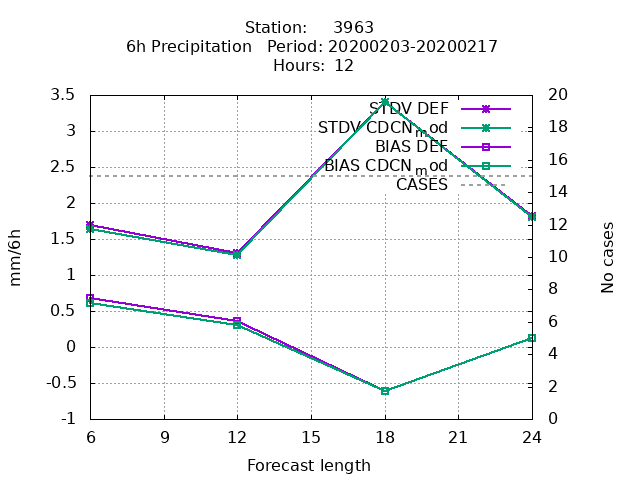 Station: 3963
6h Precipitation Period: 20200203-20200217
Hours: 12
3.5
3
2.5
2
1.5
1
0.5
0
-0.5
-1
mm/6h
STDV DEF
STDV CDCN_mod
BIAS DEF
BIAS CDCN_mod
CASES
20
18
16
14
12
10
8
6
4
2
0
No cases
6
9
12
15
18
21
24
Forecast length